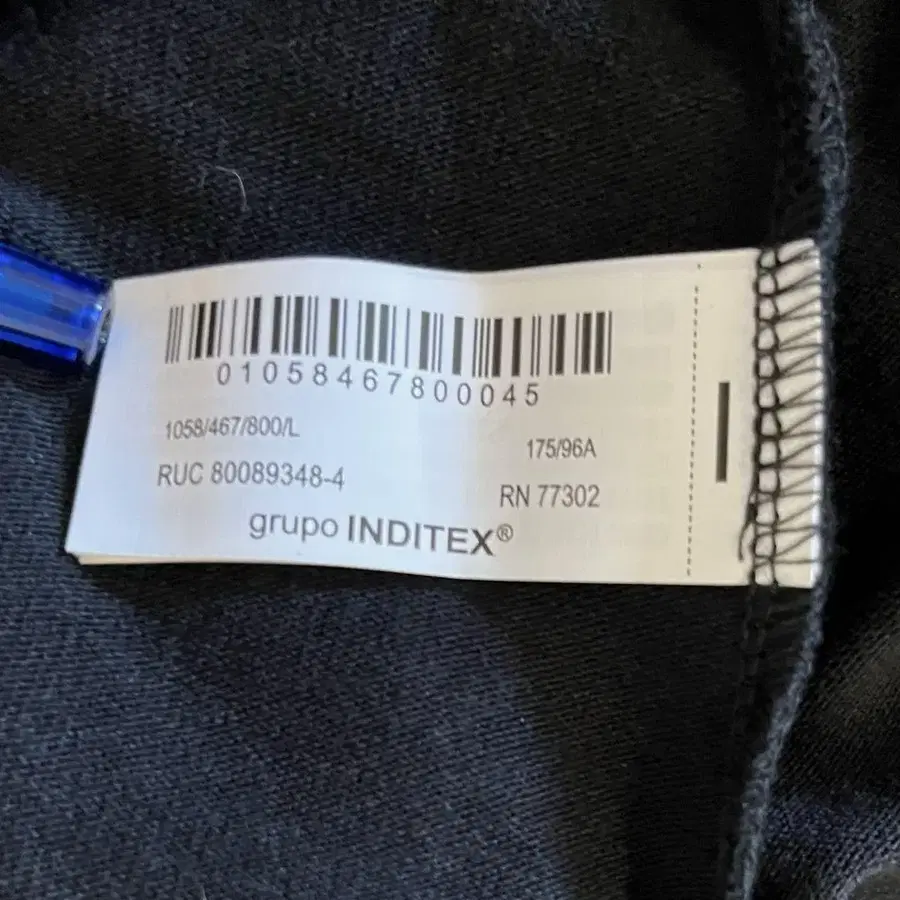 01058467800045
1058/467/800/L
175/96A
RUC 80089348-4
RN 77302
grupo INDITEX®